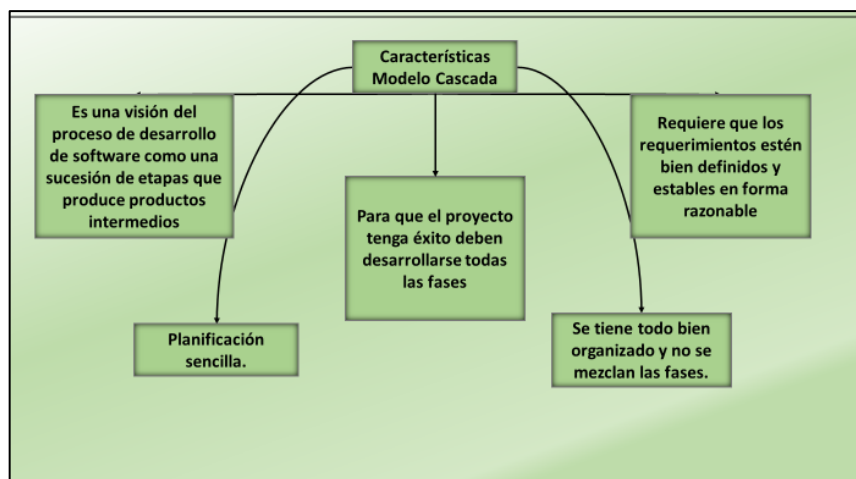 Características
Modelo Cascada
Es una visión del
proceso de desarrollo
de software como una
sucesión de etapas que
produce productos
intermedios
Para que el proyecto
tenga éxito deben
desarrollarse todas
las fases
Requiere que los
requerimientos estén
bien definidos y
estables en forma
razonable
Planificación
sencilla.
Se tiene todo bien
organizado y no se
mezclan las fases.